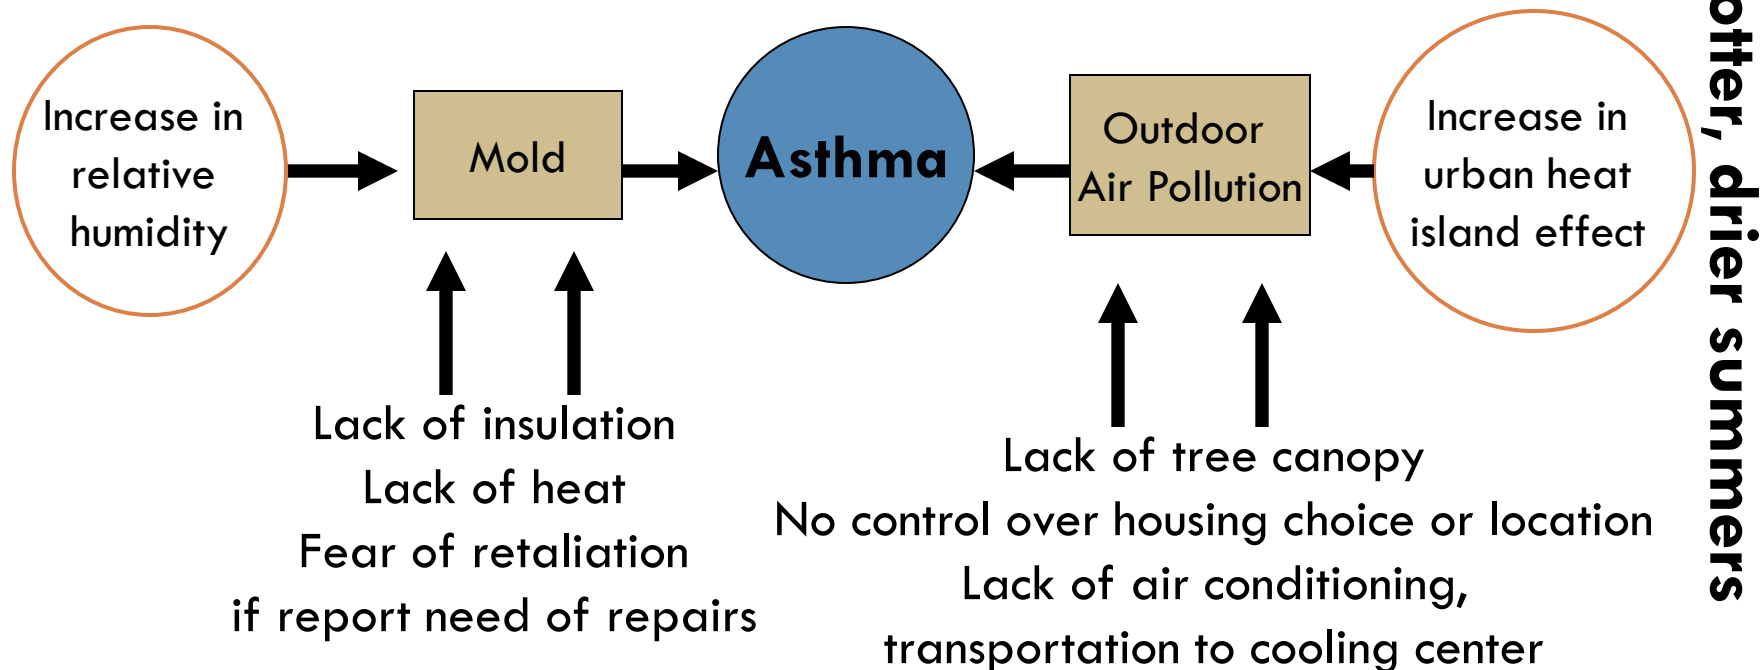 Increase in
relative
humidity
Mold
Asthma
Outdoor
Air Pollution
Increase in
urban heat
island effect
Lack of insulation
Lack of heat
Fear of retaliation
if report need of repairs
Lack of tree canopy
No control over housing choice or location
Lack of air conditioning,
transportation to cooling center
otter, drier summers